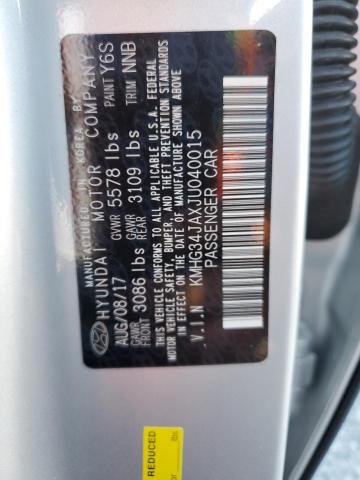 MANUFACTURED IN KOREA BY
HYUNDAI MOTOR COMPANY
AUG/08/17 GVWR 5578 lbs PAINT Y6S
GAWR FRONT 3086 lbs GAWR REAR 3109 lbs TRIM NNB
THIS VEHICLE CONFORMS TO ALL APPLICABLE U.S.A. FEDERAL
MOTOR VEHICLE SAFETY, BUMPER, AND THEFT PREVENTION
STANDARDS IN EFFECT ON THE DATE OF MANUFACTURE SHOWN ABOVE
V.I.N KMHG34JAXJU040015
PASSENGER CAR
REDUCED
lbs